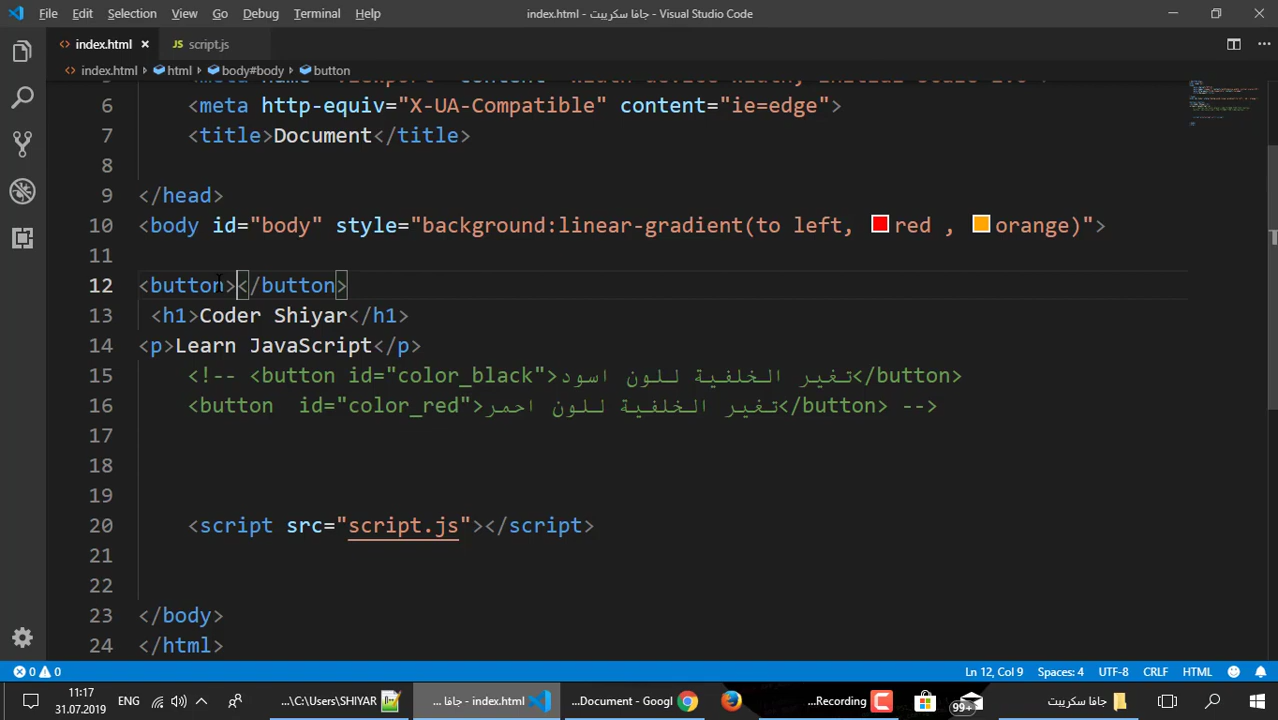 File Edit Selection View Go Debug Terminal Help
index.html - جافا سكريبت - Visual Studio Code
index.html
script.js
index.html > html > body#body > button
6 <meta http-equiv="X-UA-Compatible" content="ie=edge">
7 <title>Document</title>
8
9 </head>
10 <body id="body" style="background:linear-gradient(to left, red , orange)">
11
12 <button></button>
13 <h1>Coder Shiyar</h1>
14 <p>Learn JavaScript</p>
15 <!-- <button id="color_black">تغير الخلفية للون اسود</button>
16 <button  id="color_red">تغير الخلفية للون احمر</button> -->
17
18
19
20 <script src="script.js"></script>
21
22
23 </body>
24 </html>
0 0
Ln 12, Col 9 Spaces: 4 UTF-8 CRLF HTML
11:17
31.07.2019
ENG
...C:\Users\SHIYAR
... جافا - index.html
...Document - Googl
...Recording
99+
جافا سكريبت